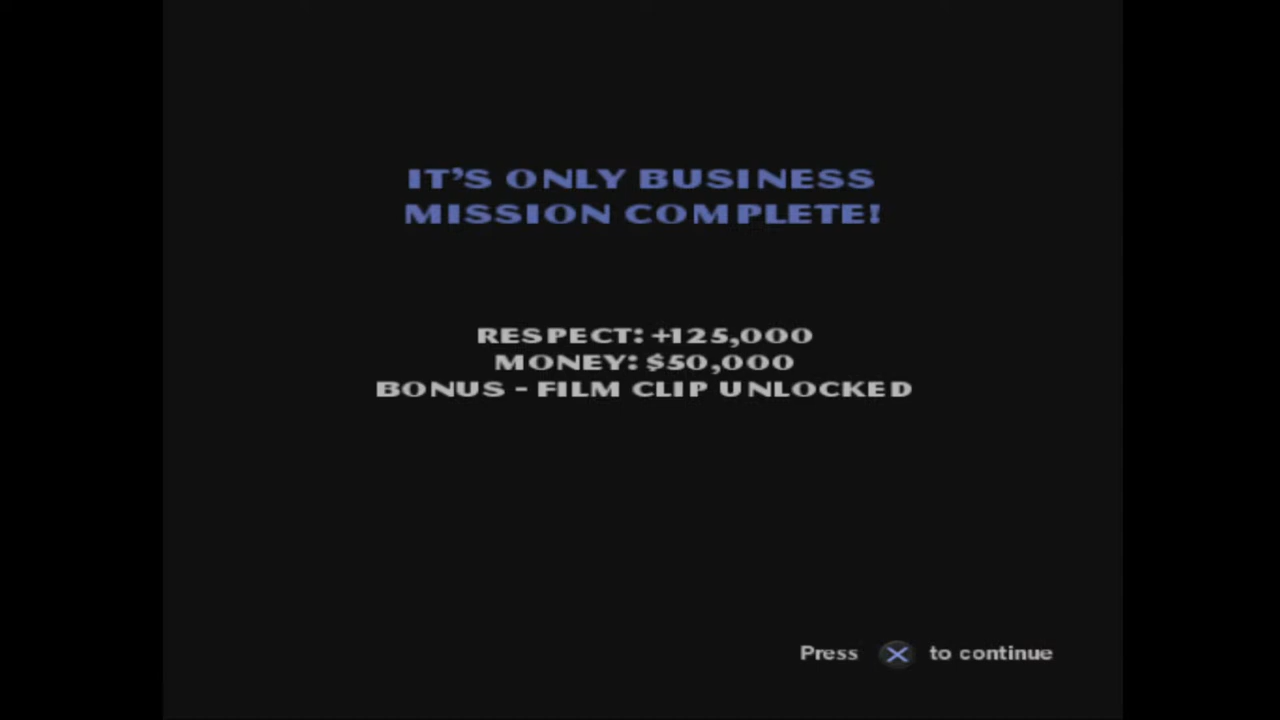 IT'S ONLY BUSINESS
MISSION COMPLETE!
RESPECT: +125,000
MONEY: $50,000
BONUS - FILM CLIP UNLOCKED
Press X to continue